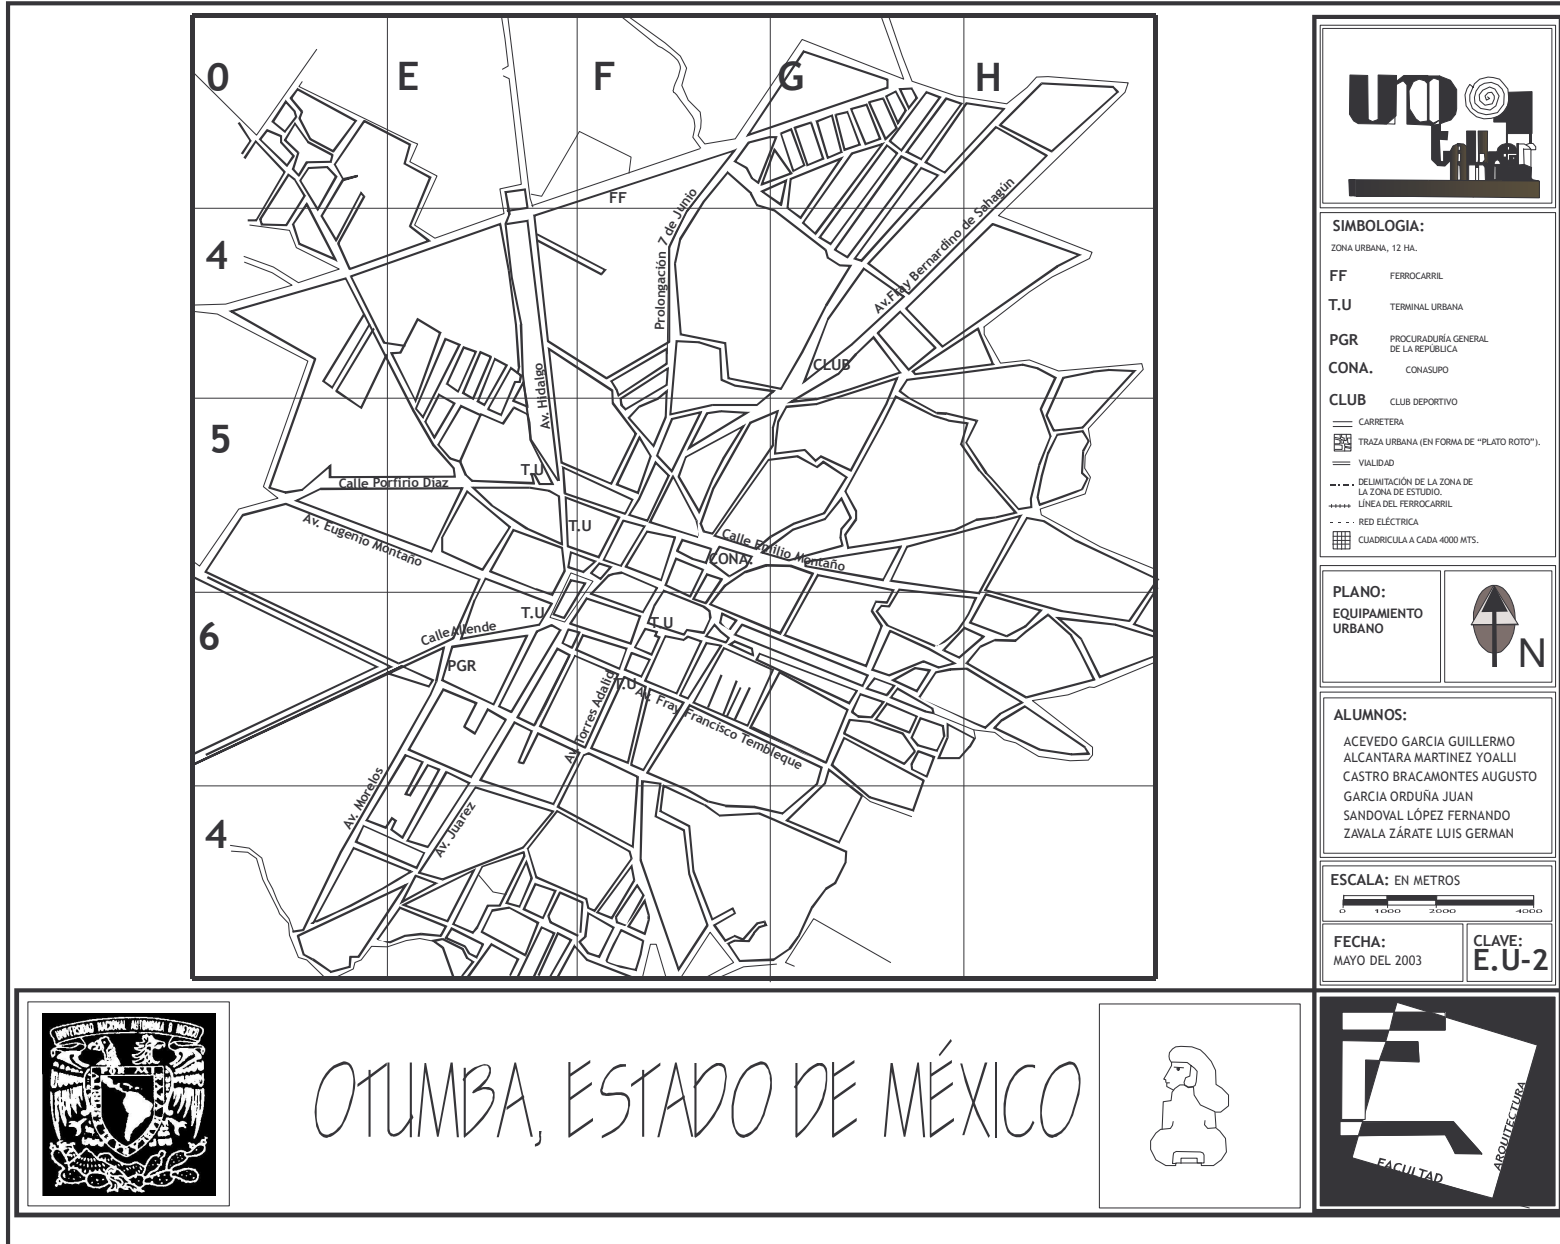 0
E
F
G
H
4
5
6
4
FF
Prolongación 7 de Junio
Av.Fray Bernardino de Sahagún
CLUB
Av. Hidalgo
T.U
Calle Porfirio Diaz
T.U
Av. Eugenio Montaño
Calle Emilio Montaño
CONA.
T.U
T.U
Calle Allende
PGR
T.U
Av. Fray Francisco Tembleque
Av. Torres Adalid
Av. Morelos
Av. Juarez
SIMBOLOGIA:
ZONA URBANA, 12 HA.
FF FERROCARRIL
T.U TERMINAL URBANA
PGR PROCURADURÍA GENERAL
DE LA REPÚBLICA
CONA. CONASUPO
CLUB CLUB DEPORTIVO
CARRETERA
TRAZA URBANA (EN FORMA DE “PLATO ROTO”).
VIALIDAD
DELIMITACIÓN DE LA ZONA DE
LA ZONA DE ESTUDIO.
LÍNEA DEL FERROCARRIL
RED ELÉCTRICA
CUADRICULA A CADA 4000 MTS.
PLANO:
EQUIPAMIENTO
URBANO
N
ALUMNOS:
ACEVEDO GARCIA GUILLERMO
ALCANTARA MARTINEZ YOALLI
CASTRO BRACAMONTES AUGUSTO
GARCIA ORDUÑA JUAN
SANDOVAL LÓPEZ FERNANDO
ZAVALA ZÁRATE LUIS GERMAN
ESCALA: EN METROS
0 1000 2000 4000
FECHA:
MAYO DEL 2003
CLAVE:
E.U-2
OTUMBA, ESTADO DE MÉXICO
FACULTAD
ARQUITECTURA